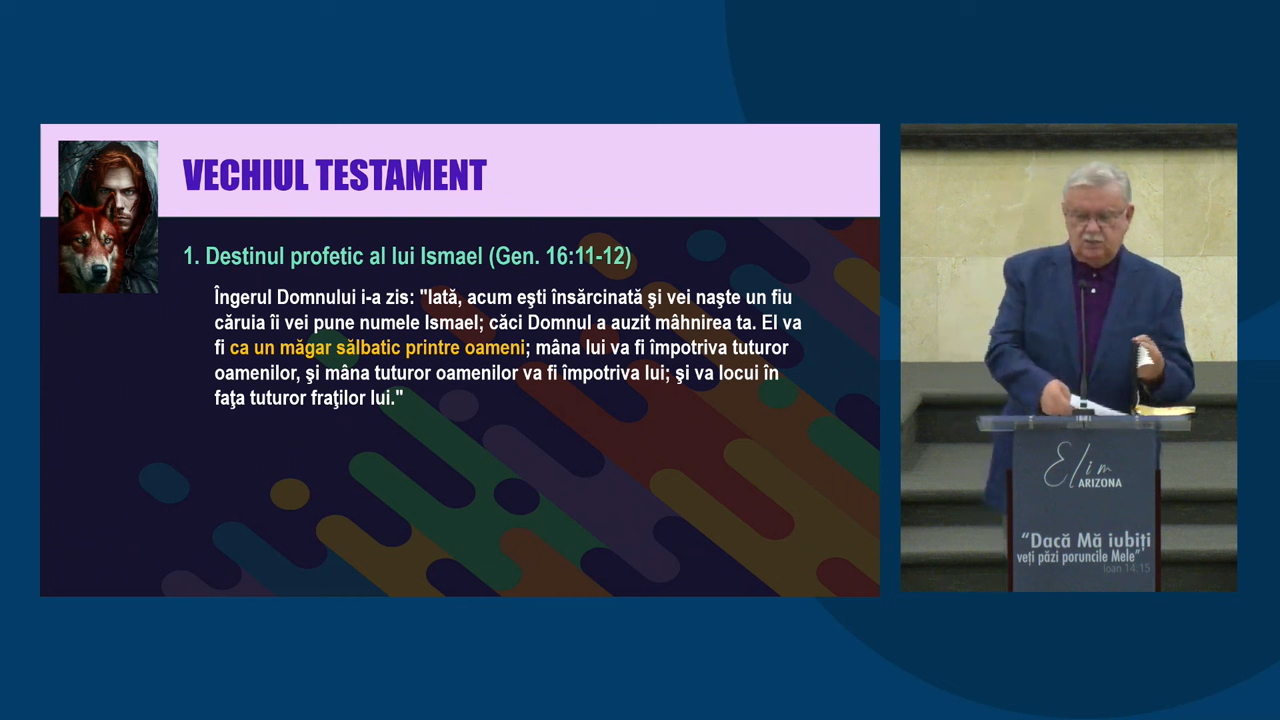 VECHIUL TESTAMENT
1. Destinul profetic al lui Ismael (Gen. 16:11-12)
Îngerul Domnului i-a zis: "Iată, acum eşti însărcinată şi vei naşte un fiu
căruia îi vei pune numele Ismael; căci Domnul a auzit mâhnirea ta. El va
fi ca un măgar sălbatic printre oameni; mâna lui va fi împotriva tuturor
oamenilor, şi mâna tuturor oamenilor va fi împotriva lui; şi va locui în
faţa tuturor fraţilor lui."
Elim
ARIZONA
“Dacă Mă iubiți
veți păzi poruncile Mele”
Ioan 14:15